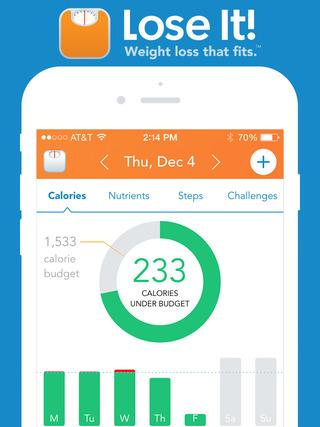 Lose It!
Weight loss that fits.™
AT&T 2:14 PM 70%
Thu, Dec 4
Calories Nutrients Steps Challenges
1,533
calorie
budget
233
CALORIES
UNDER BUDGET
M Tu W Th F Sa Su